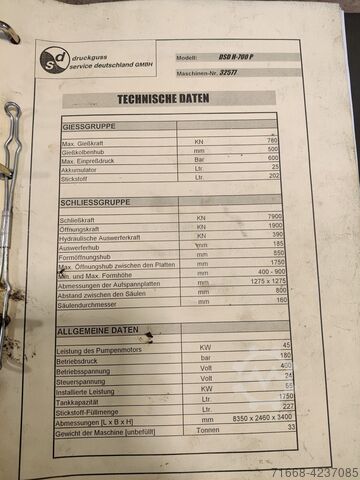 sd
druckguss
service deutschland GMBH
Modell: DSD H-700 P
Maschinen-Nr. 32577
TECHNISCHE DATEN
GIESSGRUPPE
Max. Gießkraft KN 760
Gießkolbenhub mm 500
Max. Einpreßdruck Bar 600
Akkumulator Ltr. 25
Stickstoff Ltr. 202
SCHLIESSGRUPPE
Schließkraft KN 7900
Öffnungskraft KN 1900
Hydraulische Auswerferkraft KN 390
Auswerferhub mm 185
Formöffnungshub mm 850
Max. Öffnungshub zwischen den Platten mm 1750
Min. und Max. Formhöhe mm 400 - 900
Abmessungen der Aufspannplatten mm 1275 x 1275
Abstand zwischen den Säulen mm 800
Säulendurchmesser mm 160
ALLGEMEINE DATEN
Leistung des Pumpenmotors KW 45
Betriebsdruck bar 180
Betriebsspannung Volt 400
Steuerspannung Volt 24
Installierte Leistung KW 55
Tankkapazität Ltr. 1750
Stickstoff-Füllmenge Ltr. 227
Abmessungen [L x B x H] mm 8350 x 2460 x 3400
Gewicht der Maschine [unbefüllt] Tonnen 33
71668-4237085